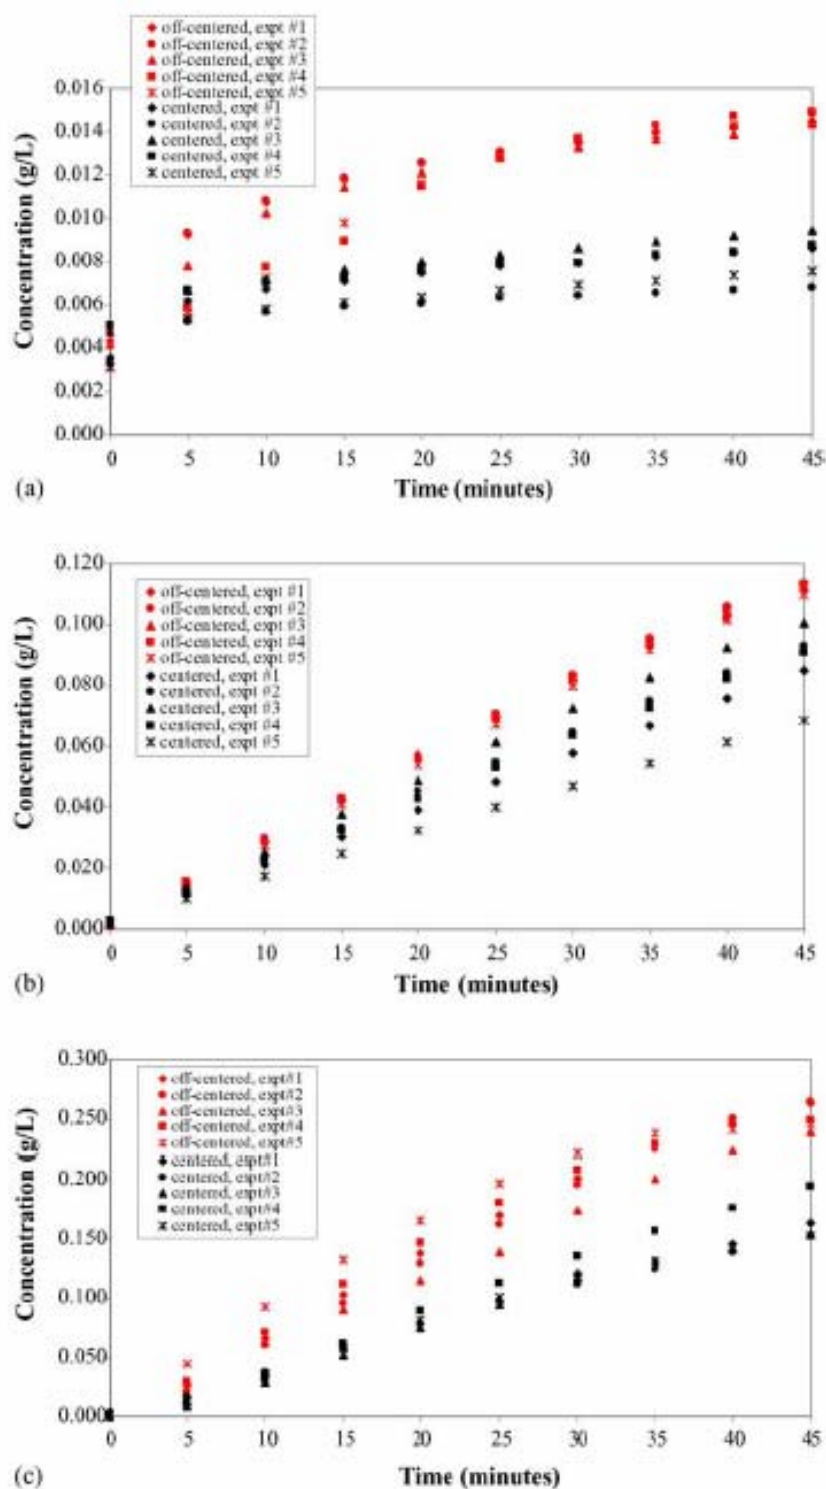 off-centered, expt #1
off-centered, expt #2
off-centered, expt #3
off-centered, expt #4
off-centered, expt #5
centered, expt #1
centered, expt #2
centered, expt #3
centered, expt #4
centered, expt #5
0.016
0.014
0.012
0.010
0.008
0.006
0.004
0.002
0.000
Concentration (g/L)
0 5 10 15 20 25 30 35 40 45
(a) Time (minutes)
0.120
0.100
0.080
0.060
0.040
0.020
0.000
Concentration (g/L)
off-centered, expt #1
off-centered, expt #2
off-centered, expt #3
off-centered, expt #4
off-centered, expt #5
centered, expt #1
centered, expt #2
centered, expt #3
centered, expt #4
centered, expt #5
0 5 10 15 20 25 30 35 40 45
(b) Time (minutes)
0.300
0.250
0.200
0.150
0.100
0.050
0.000
Concentration (g/L)
off-centered, expt#1
off-centered, expt#2
off-centered, expt#3
off-centered, expt#4
off-centered, expt#5
centered, expt#1
centered, expt#2
centered, expt#3
centered, expt#4
centered, expt#5
0 5 10 15 20 25 30 35 40 45
(c) Time (minutes)